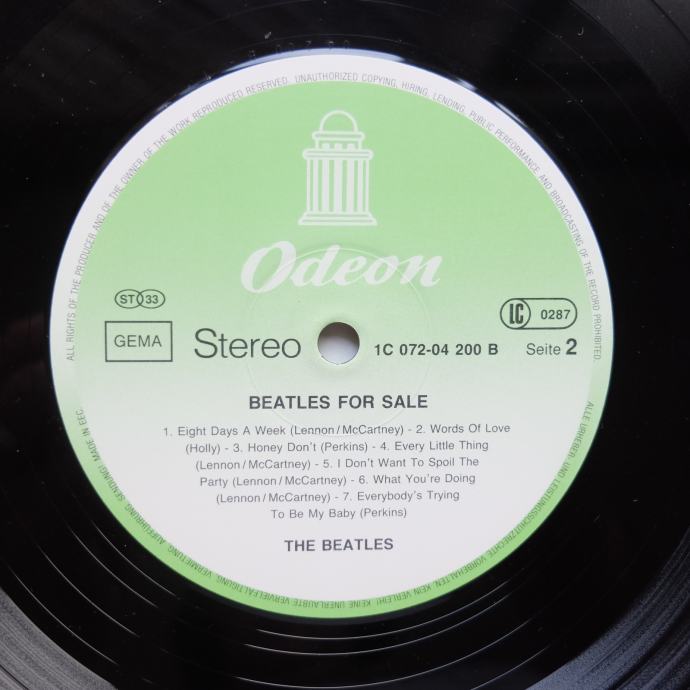 ALL RIGHTS OF THE PRODUCER AND OF THE OWNER OF THE WORK REPRODUCED RESERVED. UNAUTHORIZED COPYING, HIRING, LENDING, PUBLIC PERFORMANCE AND BROADCASTING OF THE RECORD PROHIBITED.
Odeon
ST 33
LC 0287
GEMA
Stereo
1C 072-04 200 B
Seite 2
BEATLES FOR SALE
1. Eight Days A Week (Lennon/McCartney) - 2. Words Of Love
(Holly) - 3. Honey Don't (Perkins) - 4. Every Little Thing
(Lennon/McCartney) - 5. I Don't Want To Spoil The
Party (Lennon/McCartney) - 6. What You're Doing
(Lennon/McCartney) - 7. Everybody's Trying
To Be My Baby (Perkins)
THE BEATLES
ALLE URHEBER- UND LEISTUNGSSCHUTZRECHTE VORBEHALTEN. KEIN VERLEIH! KEINE UNERLAUBTE VERVIELFÄLTIGUNG, VERMIETUNG, AUFFÜHRUNG, SENDUNG! MADE IN EEC.